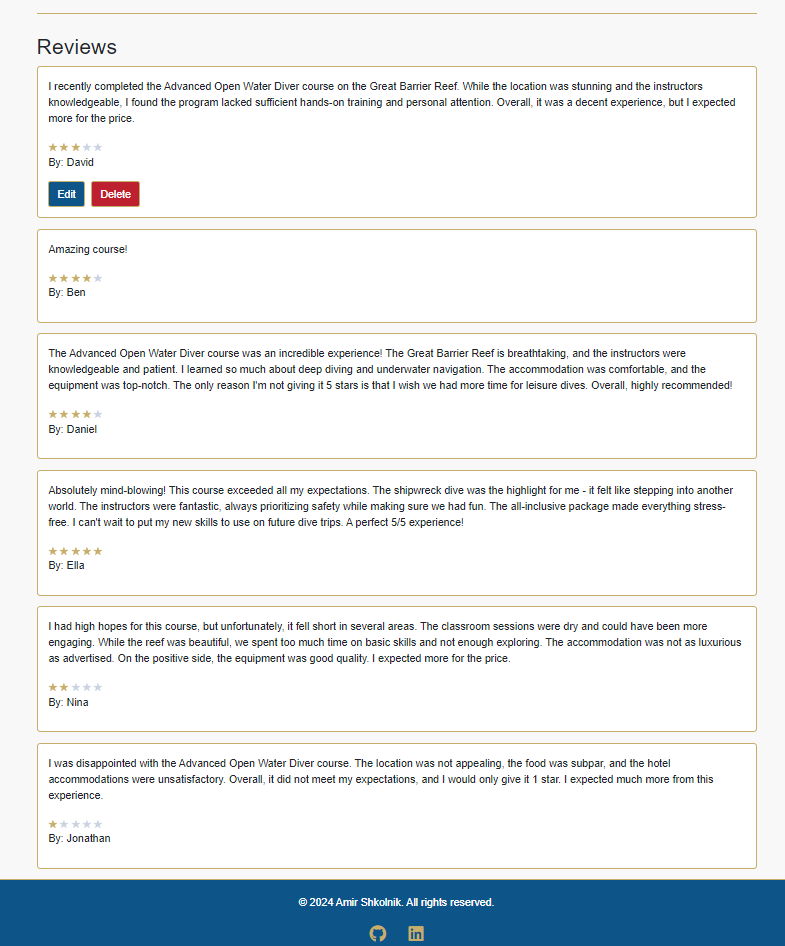 Reviews
I recently completed the Advanced Open Water Diver course on the Great Barrier Reef. While the location was stunning and the instructors
knowledgeable, I found the program lacked sufficient hands-on training and personal attention. Overall, it was a decent experience, but I expected
more for the price.
★★★★★
By: David
Edit Delete
Amazing course!
★★★★★
By: Ben
The Advanced Open Water Diver course was an incredible experience! The Great Barrier Reef is breathtaking, and the instructors were
knowledgeable and patient. I learned so much about deep diving and underwater navigation. The accommodation was comfortable, and the
equipment was top-notch. The only reason I'm not giving it 5 stars is that I wish we had more time for leisure dives. Overall, highly recommended!
★★★★★
By: Daniel
Absolutely mind-blowing! This course exceeded all my expectations. The shipwreck dive was the highlight for me - it felt like stepping into another
world. The instructors were fantastic, always prioritizing safety while making sure we had fun. The all-inclusive package made everything stress-
free. I can't wait to put my new skills to use on future dive trips. A perfect 5/5 experience!
★★★★★
By: Ella
I had high hopes for this course, but unfortunately, it fell short in several areas. The classroom sessions were dry and could have been more
engaging. While the reef was beautiful, we spent too much time on basic skills and not enough exploring. The accommodation was not as luxurious
as advertised. On the positive side, the equipment was good quality. I expected more for the price.
★★★★★
By: Nina
I was disappointed with the Advanced Open Water Diver course. The location was not appealing, the food was subpar, and the hotel
accommodations were unsatisfactory. Overall, it did not meet my expectations, and I would only give it 1 star. I expected much more from this
experience.
★★★★★
By: Jonathan
© 2024 Amir Shkolnik. All rights reserved.